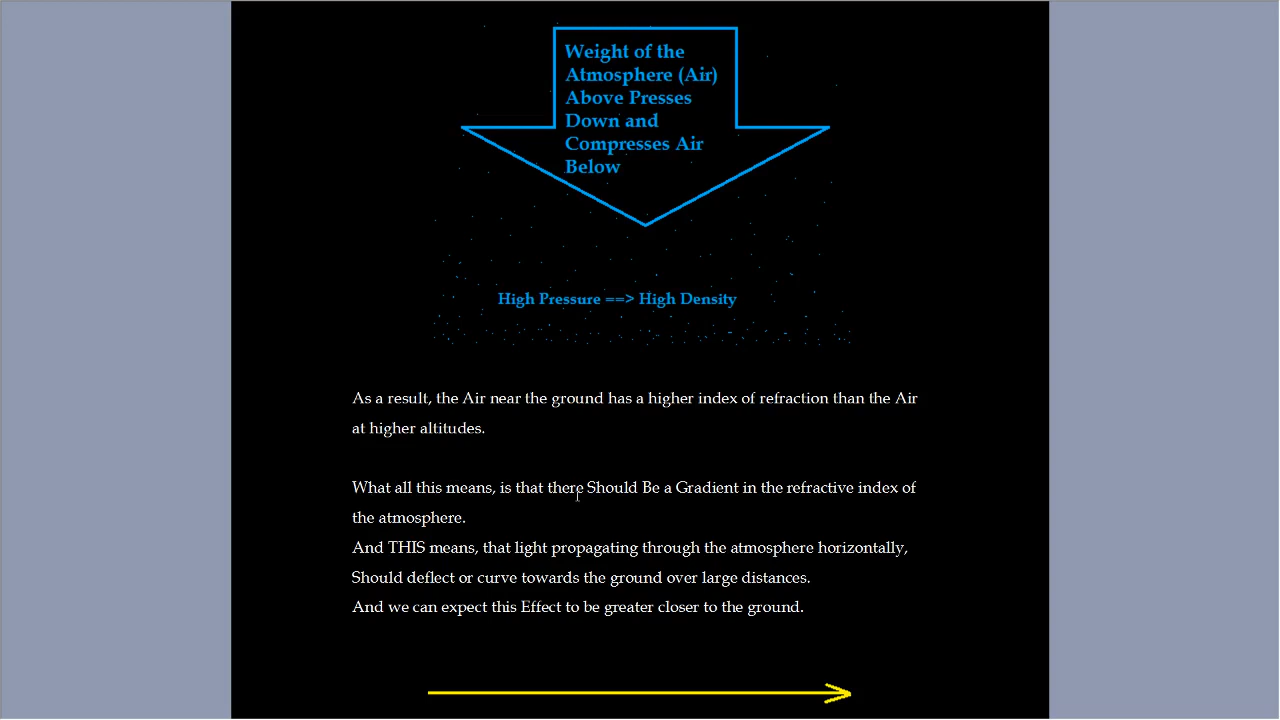 Weight of the
Atmosphere (Air)
Above Presses
Down and
Compresses Air
Below
High Pressure ==> High Density
As a result, the Air near the ground has a higher index of refraction than the Air
at higher altitudes.
What all this means, is that there Should Be a Gradient in the refractive index of
the atmosphere.
And THIS means, that light propagating through the atmosphere horizontally,
Should deflect or curve towards the ground over large distances.
And we can expect this Effect to be greater closer to the ground.